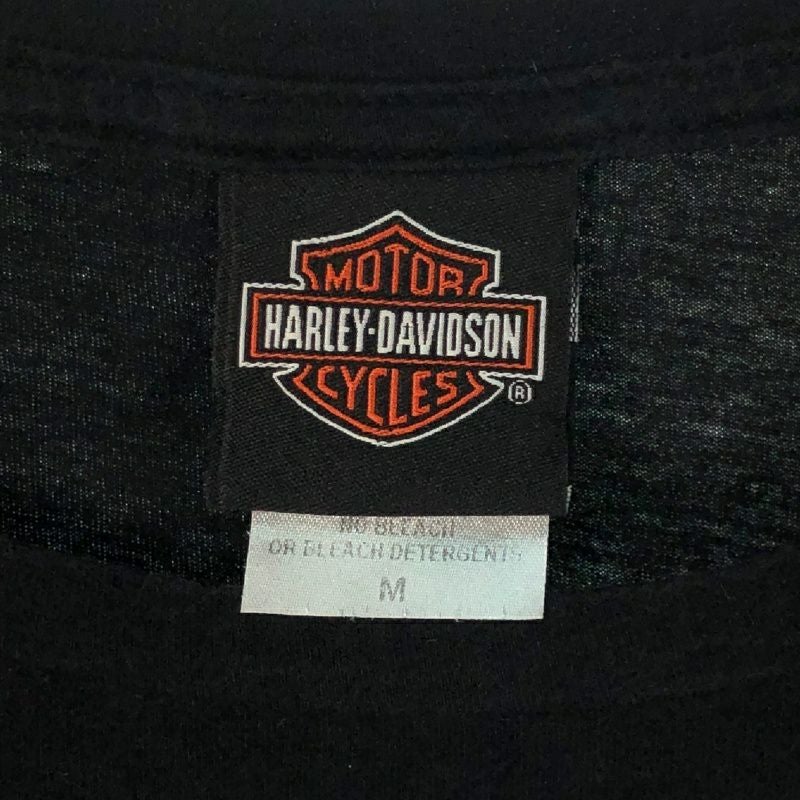 MOTOR
HARLEY-DAVIDSON
CYCLES
®
NO BLEACH
OR BLEACH DETERGENTS
M